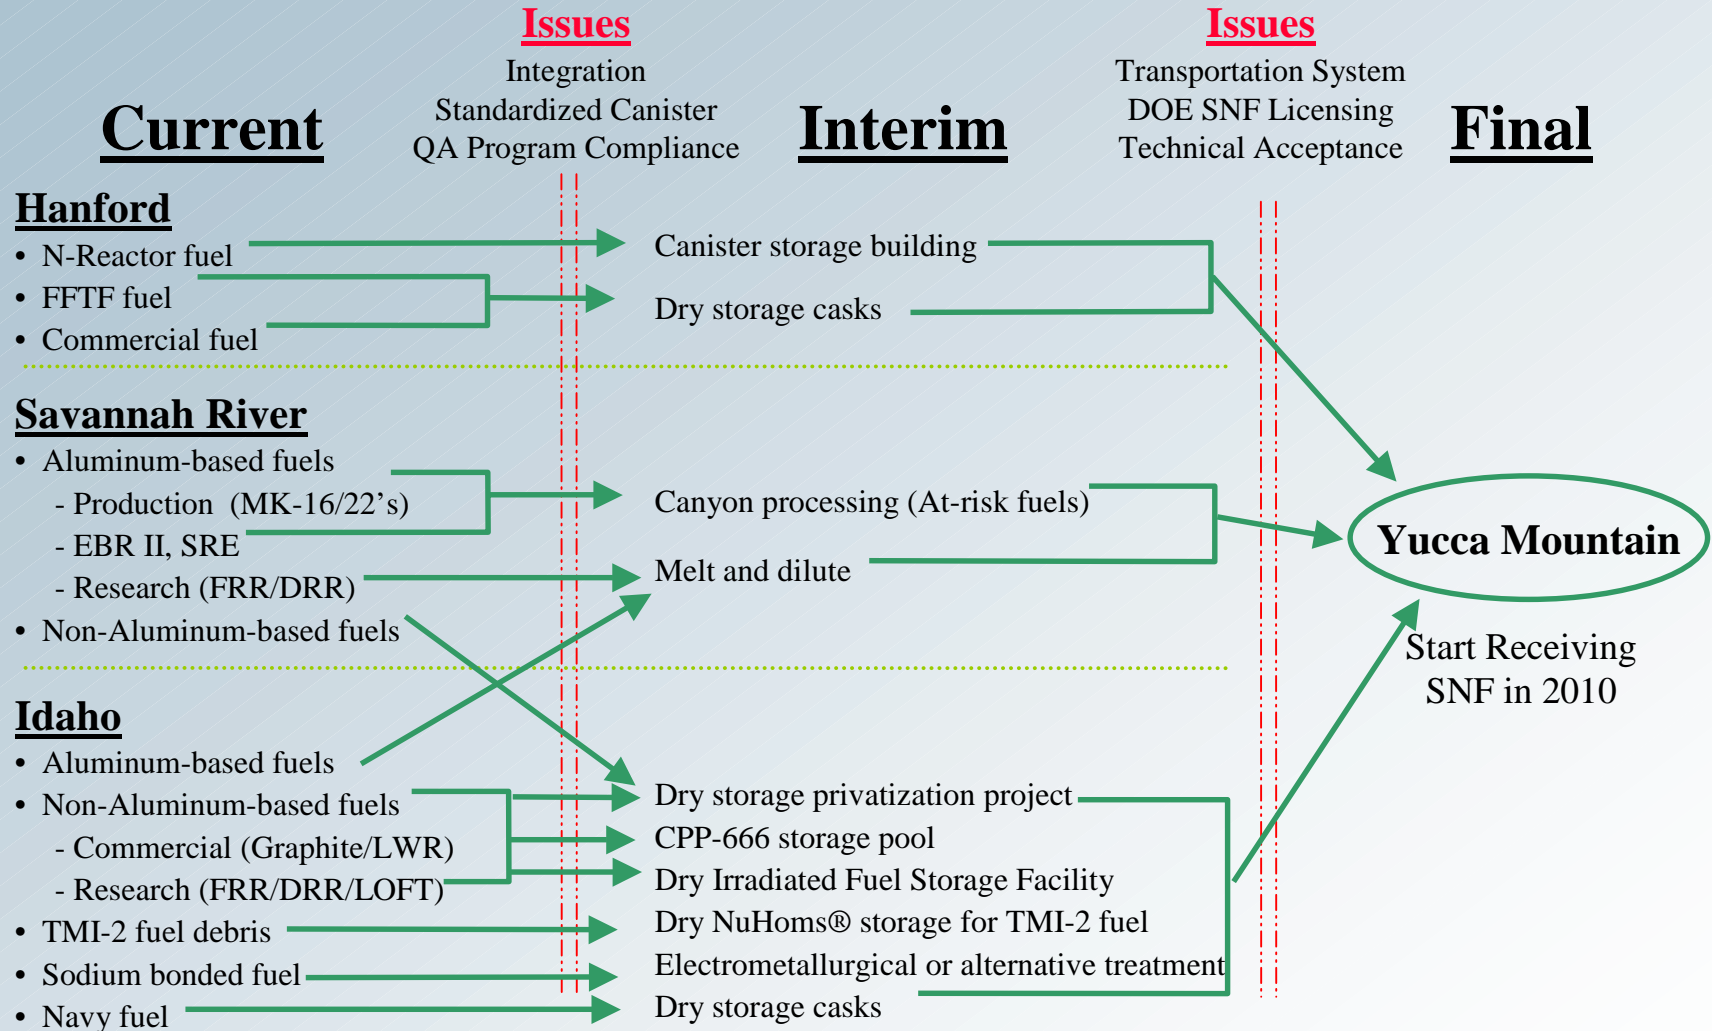 Issues
Integration
Standardized Canister
QA Program Compliance
Issues
Transportation System
DOE SNF Licensing
Technical Acceptance
Current
Interim
Final
Hanford
• N-Reactor fuel
• FFTF fuel
• Commercial fuel
Canister storage building
Dry storage casks
Savannah River
• Aluminum-based fuels
- Production (MK-16/22's)
- EBR II, SRE
- Research (FRR/DRR)
• Non-Aluminum-based fuels
Canyon processing (At-risk fuels)
Melt and dilute
Yucca Mountain
Start Receiving
SNF in 2010
Idaho
• Aluminum-based fuels
• Non-Aluminum-based fuels
- Commercial (Graphite/LWR)
- Research (FRR/DRR/LOFT)
• TMI-2 fuel debris
• Sodium bonded fuel
• Navy fuel
Dry storage privatization project
CPP-666 storage pool
Dry Irradiated Fuel Storage Facility
Dry NuHoms® storage for TMI-2 fuel
Electrometallurgical or alternative treatment
Dry storage casks